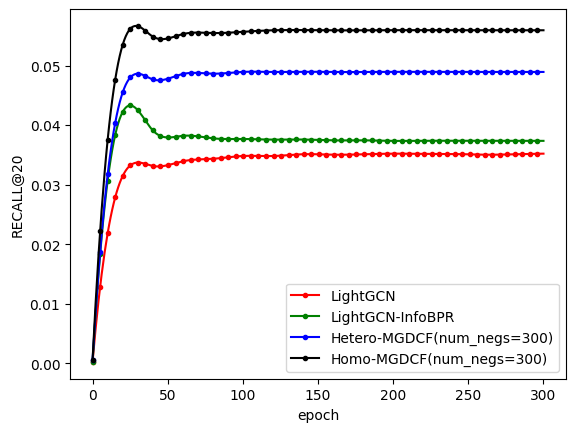 RECALL@20
0.05
0.04
0.03
0.02
0.01
0.00
LightGCN
LightGCN-InfoBPR
Hetero-MGDCF(num_negs=300)
Homo-MGDCF(num_negs=300)
0 50 100 150 200 250 300
epoch